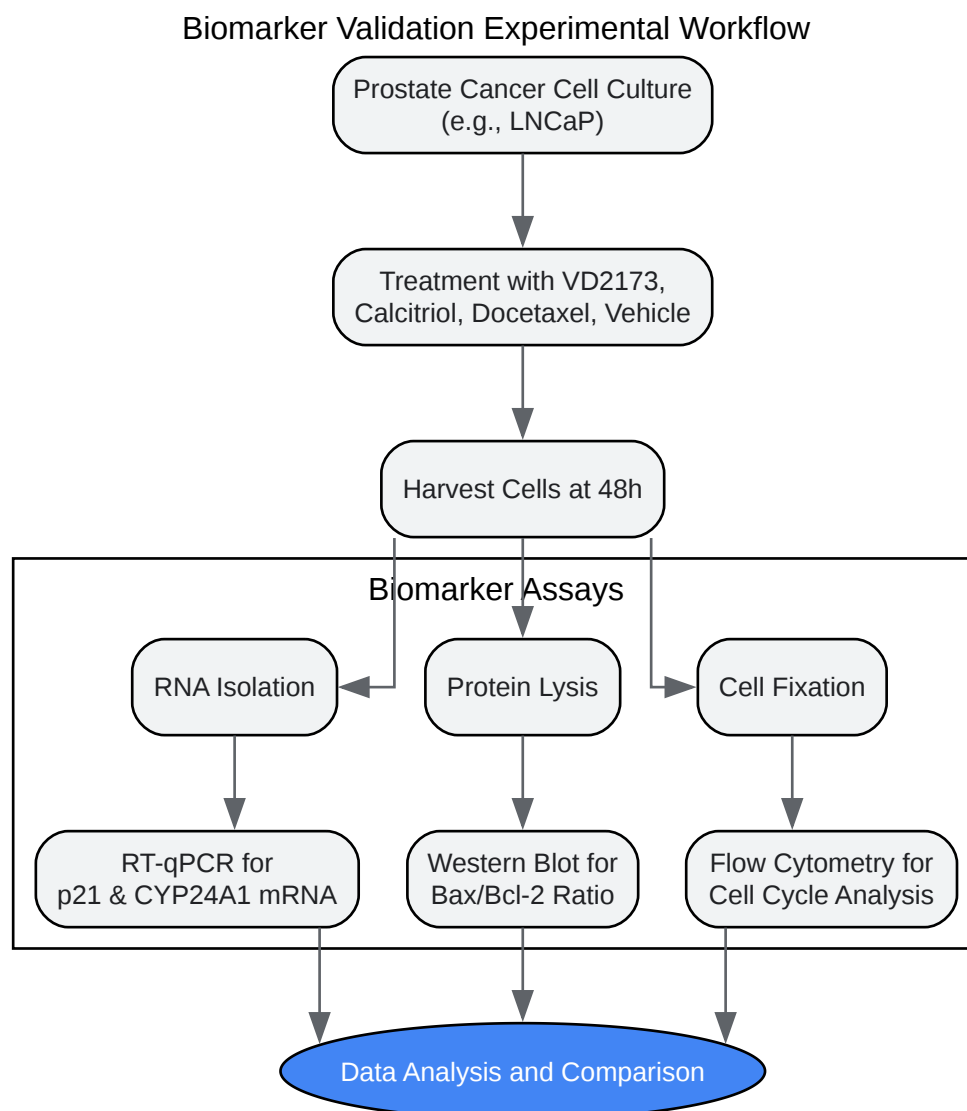 Biomarker Validation Experimental Workflow
Prostate Cancer Cell Culture
(e.g., LNCaP)
Treatment with VD2173,
Calcitriol, Docetaxel, Vehicle
Harvest Cells at 48h
Biomarker Assays
RNA Isolation
Protein Lysis
Cell Fixation
RT-qPCR for
p21 & CYP24A1 mRNA
Western Blot for
Bax/Bcl-2 Ratio
Flow Cytometry for
Cell Cycle Analysis
Data Analysis and Comparison